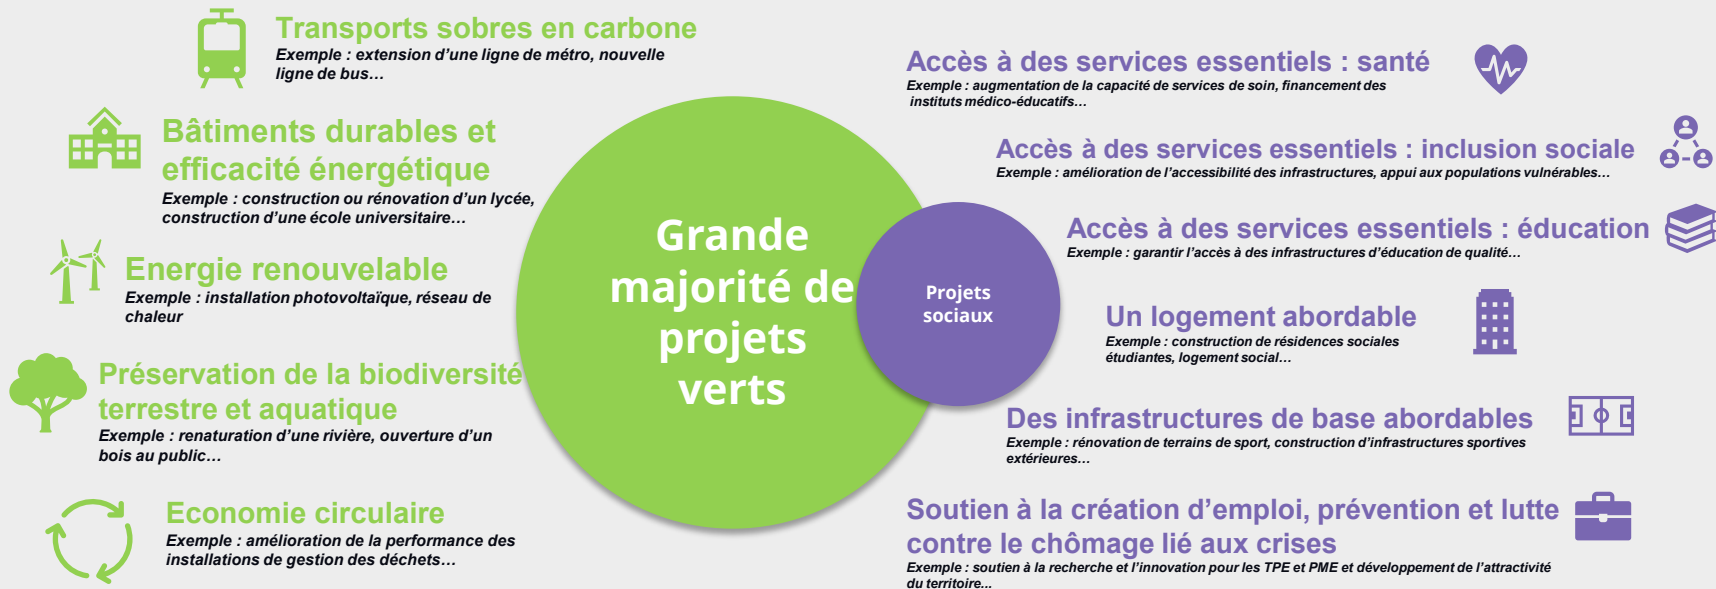 Transports sobres en carbone
Exemple : extension d’une ligne de métro, nouvelle
ligne de bus…
Bâtiments durables et
efficacité énergétique
Exemple : construction ou rénovation d’un lycée,
construction d’une école universitaire…
Energie renouvelable
Exemple : installation photovoltaïque, réseau de
chaleur
Préservation de la biodiversité
terrestre et aquatique
Exemple : renaturation d’une rivière, ouverture d’un
bois au public…
Economie circulaire
Exemple : amélioration de la performance des
installations de gestion des déchets…
Grande
majorité de
projets
verts
Projets
sociaux
Accès à des services essentiels : santé
Exemple : augmentation de la capacité de services de soin, financement des
instituts médico-éducatifs…
Accès à des services essentiels : inclusion sociale
Exemple : amélioration de l’accessibilité des infrastructures, appui aux populations vulnérables…
Accès à des services essentiels : éducation
Exemple : garantir l’accès à des infrastructures d’éducation de qualité…
Un logement abordable
Exemple : construction de résidences sociales
étudiantes, logement social…
Des infrastructures de base abordables
Exemple : rénovation de terrains de sport, construction d’infrastructures sportives
extérieures…
Soutien à la création d’emploi, prévention et lutte
contre le chômage lié aux crises
Exemple : soutien à la recherche et l’innovation pour les TPE et PME et développement de l’attractivité
du territoire...